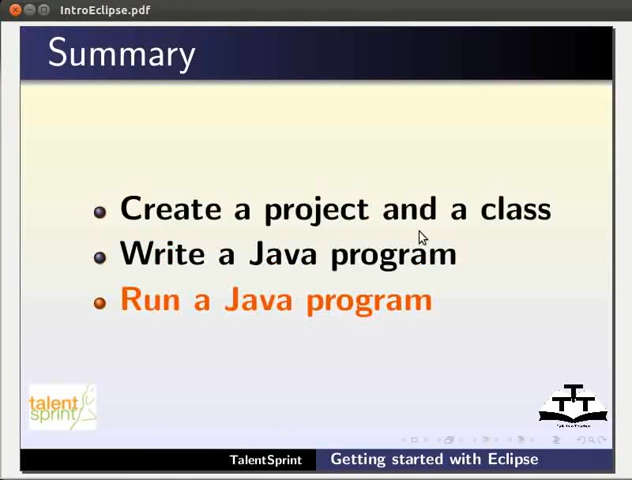 IntroEclipse.pdf
Summary
Create a project and a class
Write a Java program
Run a Java program
talent
sprint
TTT
TalentSprint
Getting started with Eclipse